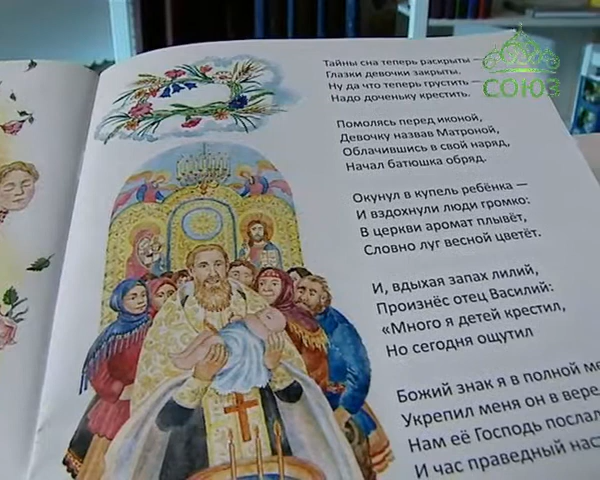 СОЮЗ
Тайны сна теперь раскрыты —
Глазки девочки закрыты.
Ну да что теперь грустить —
Надо доченьку крестить.
Помолясь перед иконой,
Девочку назвав Матроной,
Облачившись в свой наряд,
Начал батюшка обряд.
Окунул в купель ребёнка —
И вздохнули люди громко:
В церкви аромат плывёт,
Словно луг весной цветёт.
И, вдыхая запах лилий,
Произнёс отец Василий:
«Много я детей крестил,
Но сегодня ощутил
Божий знак я в полной
Укрепил меня он в
Нам её Господь
И час праведный